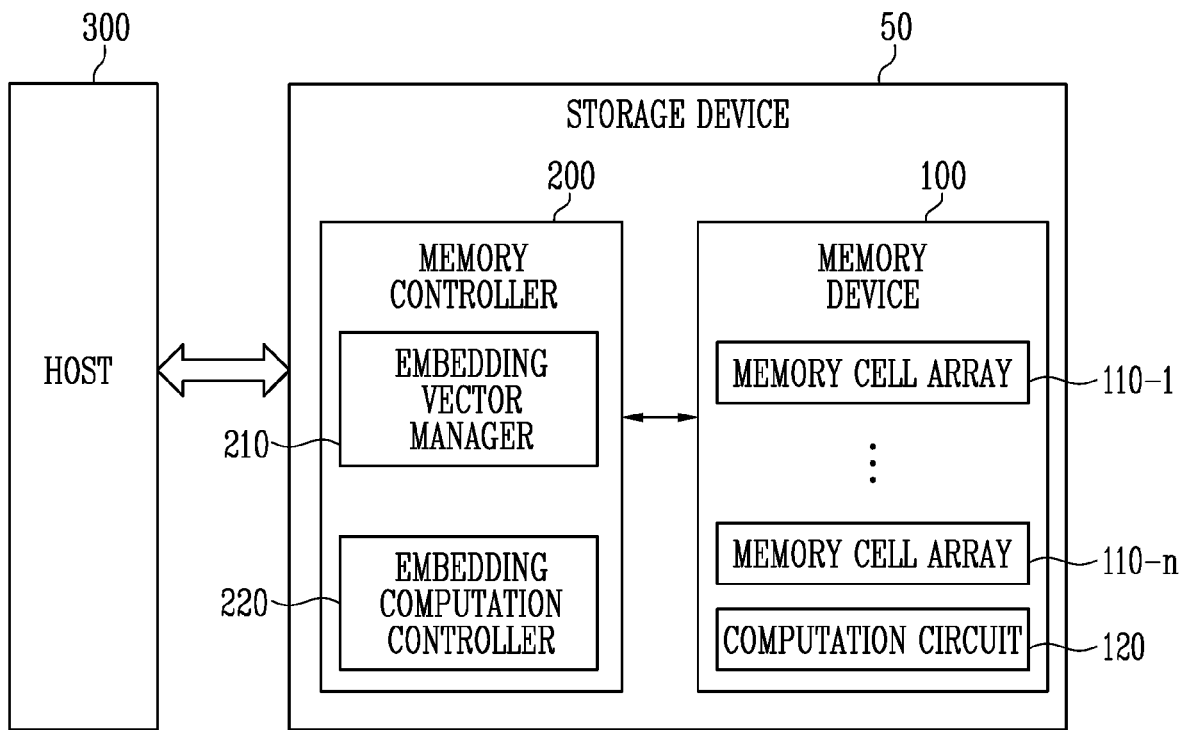 300
50
STORAGE DEVICE
200
100
MEMORY
CONTROLLER
MEMORY
DEVICE
HOST
EMBEDDING
VECTOR
MANAGER
210
MEMORY CELL ARRAY
110-1
EMBEDDING
COMPUTATION
CONTROLLER
220
MEMORY CELL ARRAY
110-n
COMPUTATION CIRCUIT
120